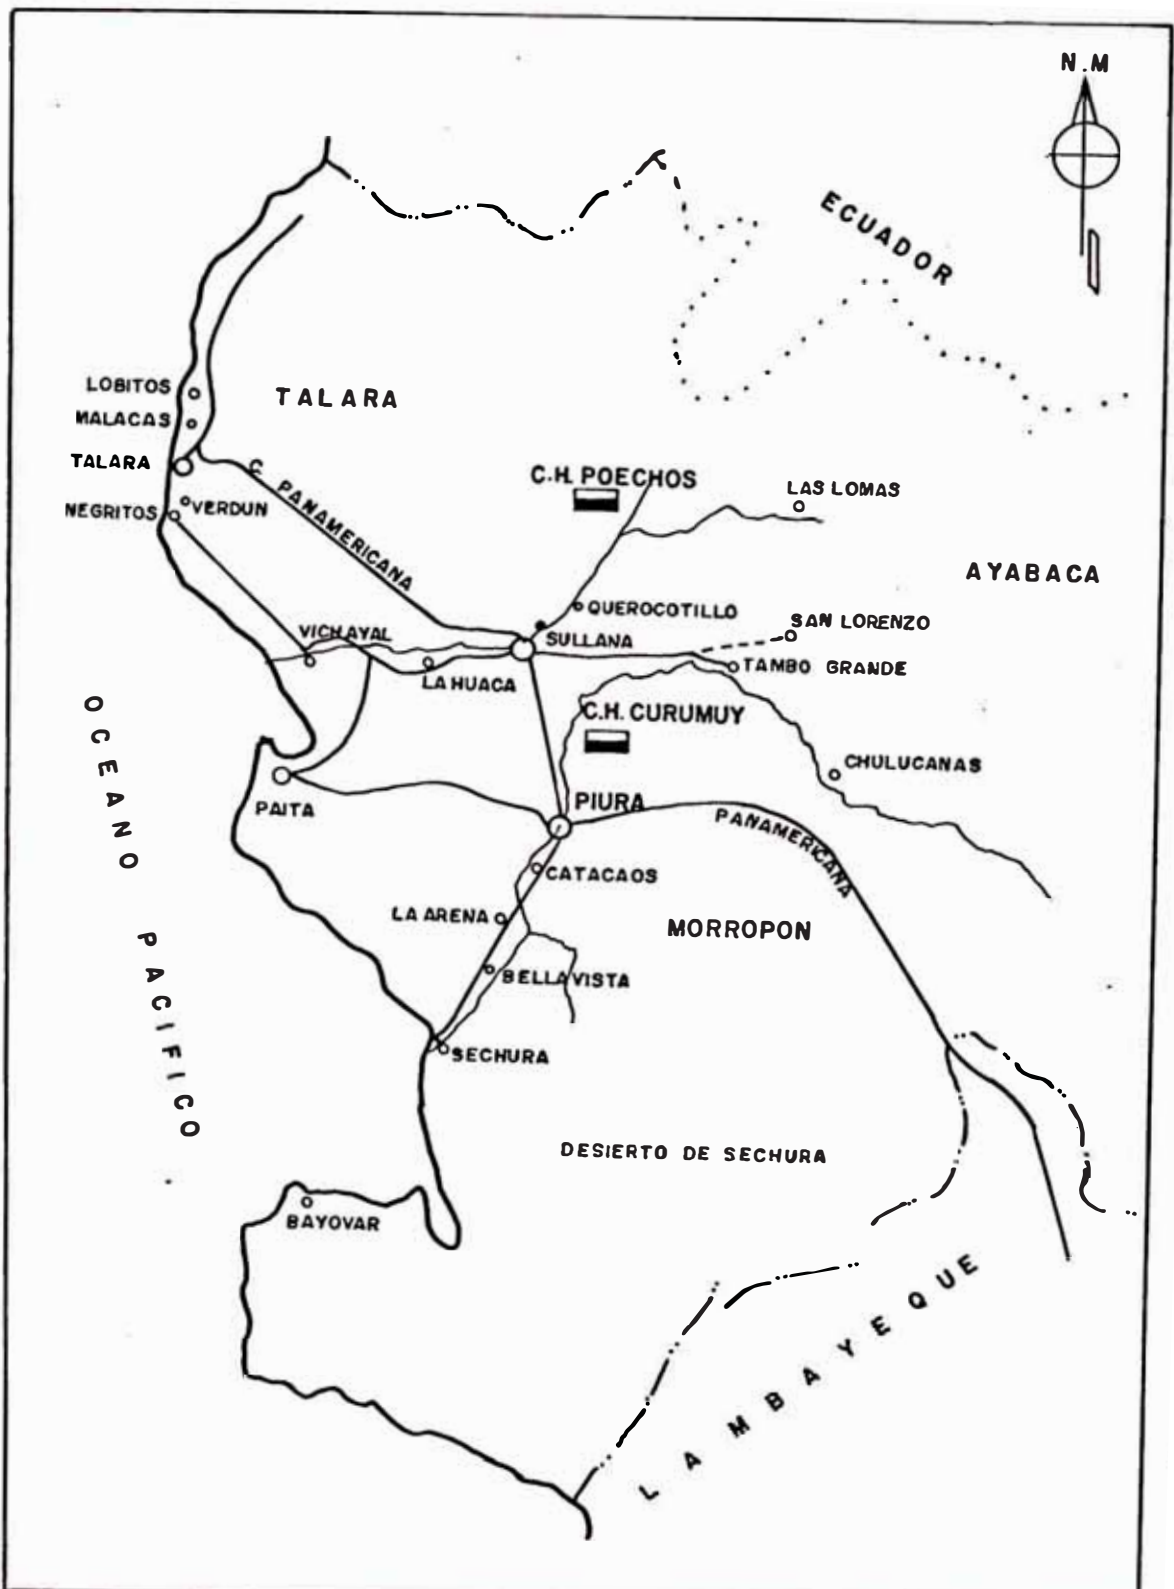 N.M
ECUADOR
LOBITOS
TALARA
MALACAS
TALARA
C. PANAMERICANA
C.H. POECHOS
LAS LOMAS
NEGRITOS
VERDUN
AYABACA
QUEROCOTILLO
SAN LORENZO
VICHAYAL
SULLANA
TAMBO GRANDE
LA HUACA
C.H. CURUMUY
OCEANO PACIFICO
CHULUCANAS
PAITA
PIURA
PANAMERICANA
CATACAOS
LA ARENA
MORROPON
BELLAVISTA
SECHURA
DESIERTO DE SECHURA
BAYOVAR
LAMBAYEQUE